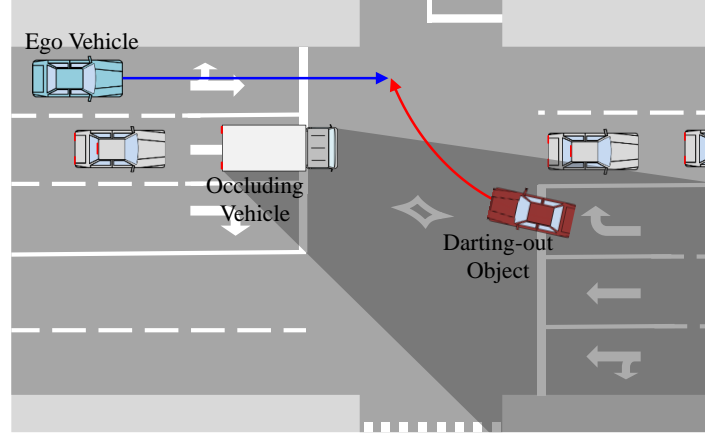 Ego Vehicle
Occluding
Vehicle
Darting-out
Object